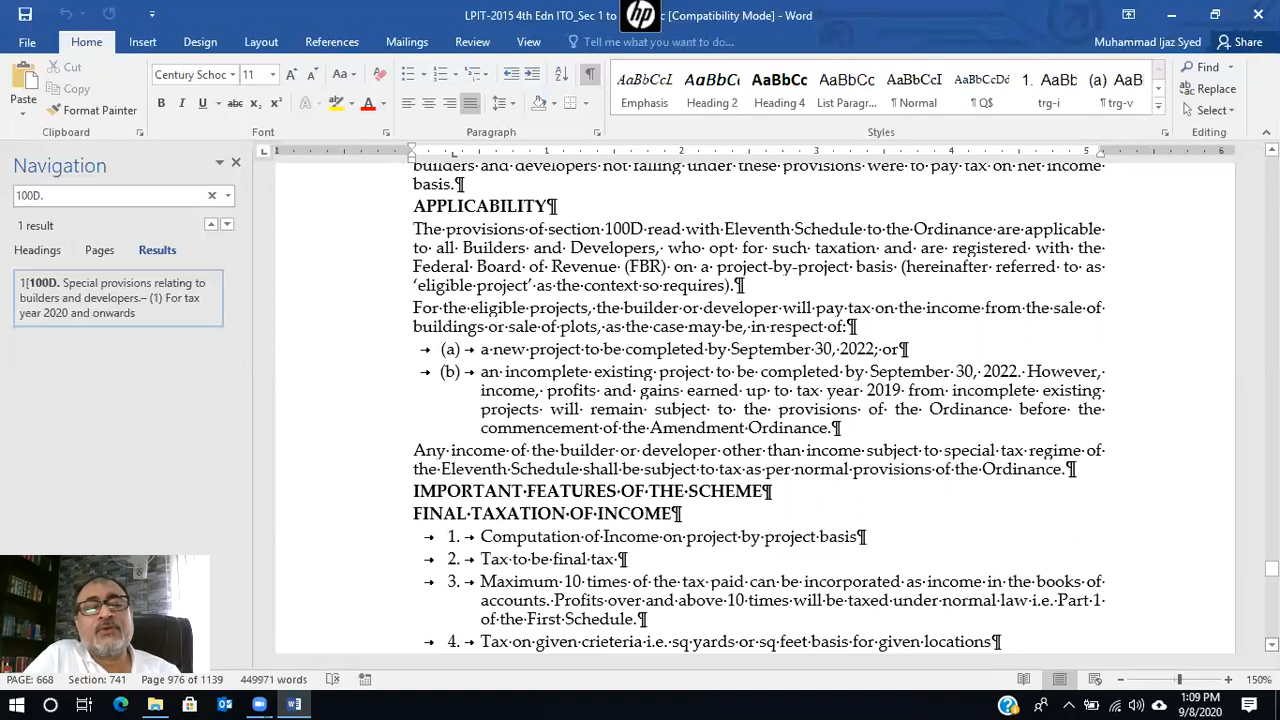 LPIT-2015 4th Edn ITO_Sec 1 to
c [Compatibility Mode] - Word
hp
File
Home
Insert
Design
Layout
References
Mailings
Review
View
Tell me what you want to do...
Muhammad Ijaz Syed
Share
Paste
Cut
Copy
Format Painter
Clipboard
Century Schoc
11
Font
Paragraph
AaBbCcL
Emphasis
AaBbC
Heading 2
AaBbCc
Heading
AaBbC
List Paragr...
AaBbCcI
¶ Normal
AaBbCcDd
¶ Q$
1. AaBb
trg-i
(a) AaB
¶ trg-v
Styles
Find
Replace
Select
Editing
Navigation
100D.
1 result
Headings
Pages
Results
1[100D. Special provisions relating to
builders and developers.– (1) For tax
year 2020 and onwards
1 1 2 3 4 5 6
builders and developers not falling under these provisions were to pay tax on net income
basis.¶
APPLICABILITY¶
The provisions of section 100D read with Eleventh Schedule to the Ordinance are applicable
to all Builders and Developers, who opt for such taxation and are registered with the
Federal Board of Revenue (FBR) on a project-by-project basis (hereinafter referred to as
‘eligible project’ as the context so requires).¶
For the eligible projects, the builder or developer will pay tax on the income from the sale of
buildings or sale of plots, as the case may be, in respect of:¶
(a) a new project to be completed by September 30, 2022; or¶
(b) an incomplete existing project to be completed by September 30, 2022. However,
income, profits and gains earned up to tax year 2019 from incomplete existing
projects will remain subject to the provisions of the Ordinance before the
commencement of the Amendment Ordinance.¶
Any income of the builder or developer other than income subject to special tax regime of
the Eleventh Schedule shall be subject to tax as per normal provisions of the Ordinance.¶
IMPORTANT FEATURES OF THE SCHEME¶
FINAL TAXATION OF INCOME¶
1. Computation of Income on project by project basis¶
2. Tax to be final tax ¶
3. Maximum 10 times of the tax paid can be incorporated as income in the books of
accounts. Profits over and above 10 times will be taxed under normal law i.e. Part 1
of the First Schedule.¶
4. Tax on given crieteria i.e. sq yards or sq feet basis for given locations¶
PAGE: 668
Section: 741
Page 976 of 1139
449971 words
150%
1:09 PM
9/8/2020